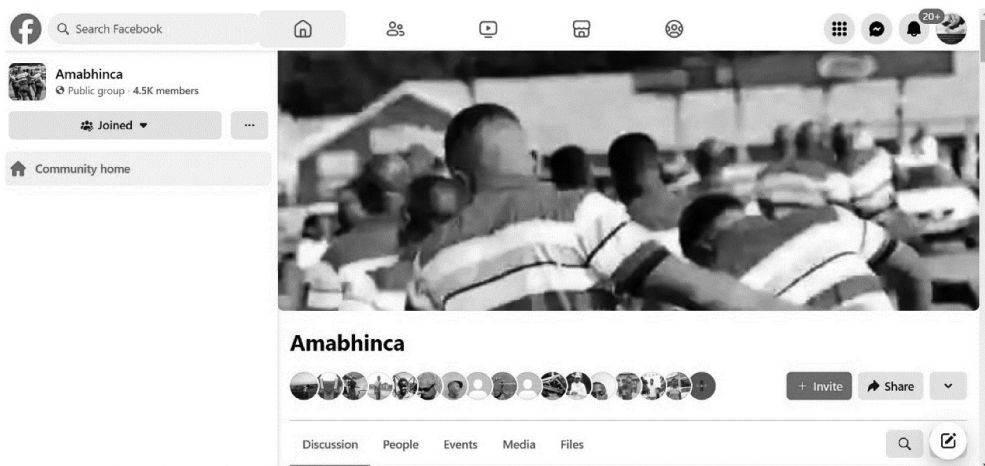 Search Facebook
20+
Amabhinca
Public group · 4.5K members
Joined
...
Community home
Amabhinca
+ Invite
Share
Discussion People Events Media Files